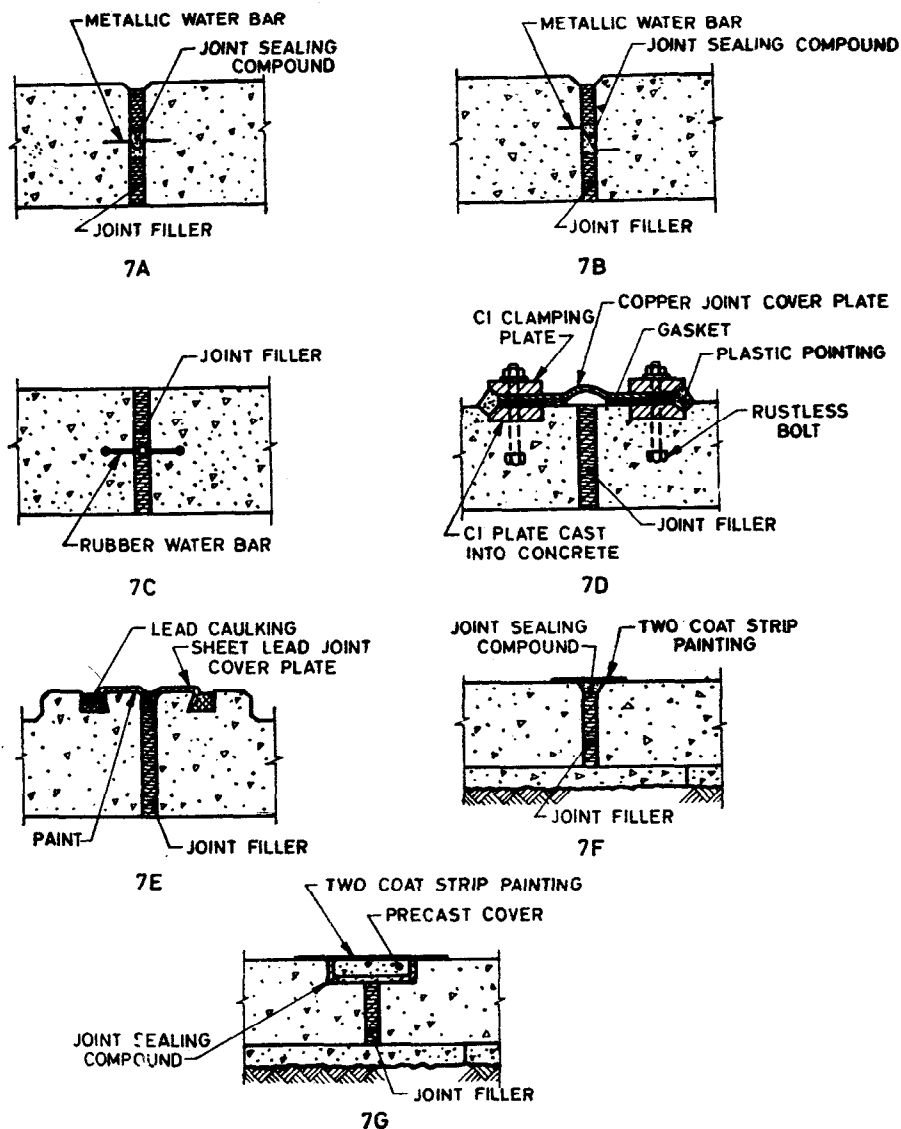 METALLIC WATER BAR
JOINT SEALING
COMPOUND
JOINT FILLER
7A
METALLIC WATER BAR
JOINT SEALING COMPOUND
JOINT FILLER
7B
JOINT FILLER
RUBBER WATER BAR
7C
COPPER JOINT COVER PLATE
CI CLAMPING
PLATE
GASKET
PLASTIC POINTING
RUSTLESS
BOLT
JOINT FILLER
CI PLATE CAST
INTO CONCRETE
7D
LEAD CAULKING
SHEET LEAD JOINT
COVER PLATE
PAINT
JOINT FILLER
7E
JOINT SEALING
COMPOUND
TWO COAT STRIP
PAINTING
JOINT FILLER
7F
TWO COAT STRIP PAINTING
PRECAST COVER
JOINT SEALING
COMPOUND
JOINT FILLER
7G